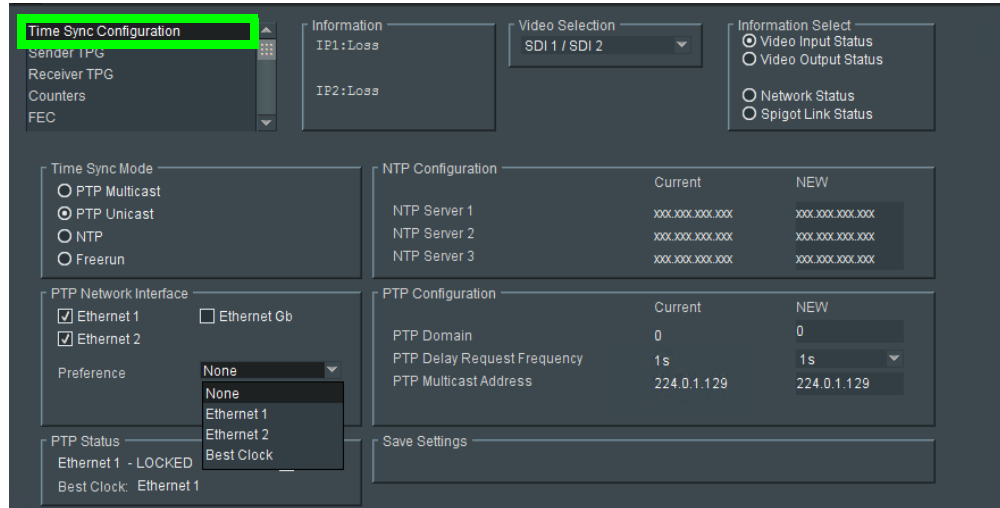 Time Sync Configuration
Sender TPG
Receiver TPG
Counters
FEC
Information
IP1:Loss
IP2:Loss
Video Selection
SDI 1 / SDI 2
Information Select
Video Input Status
Video Output Status
Network Status
Spigot Link Status
Time Sync Mode
PTP Multicast
PTP Unicast
NTP
Freerun
NTP Configuration
Current NEW
NTP Server 1 xxx.xxx.xxx.xxx xxx.xxx.xxx.xxx
NTP Server 2 xxx.xxx.xxx.xxx xxx.xxx.xxx.xxx
NTP Server 3 xxx.xxx.xxx.xxx xxx.xxx.xxx.xxx
PTP Network Interface
Ethernet 1 Ethernet Gb
Ethernet 2
Preference None
None
Ethernet 1
Ethernet 2
Best Clock
PTP Configuration
Current NEW
PTP Domain 0 0
PTP Delay Request Frequency 1s 1s
PTP Multicast Address 224.0.1.129 224.0.1.129
PTP Status
Ethernet 1 - LOCKED
Best Clock: Ethernet 1
Save Settings